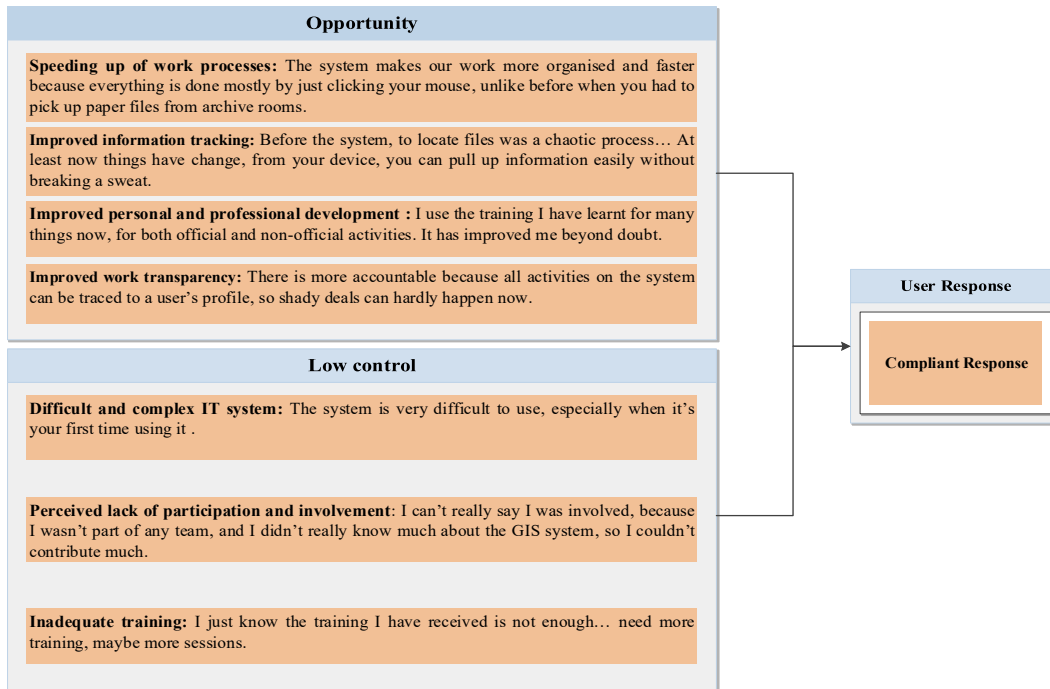 Opportunity
Speeding up of work processes: The system makes our work more organised and faster
because everything is done mostly by just clicking your mouse, unlike before when you had to
pick up paper files from archive rooms.
Improved information tracking: Before the system, to locate files was a chaotic process… At
least now things have change, from your device, you can pull up information easily without
breaking a sweat.
Improved personal and professional development : I use the training I have learnt for many
things now, for both official and non-official activities. It has improved me beyond doubt.
Improved work transparency: There is more accountable because all activities on the system
can be traced to a user's profile, so shady deals can hardly happen now.
Low control
Difficult and complex IT system: The system is very difficult to use, especially when it's
your first time using it .
Perceived lack of participation and involvement: I can't really say I was involved, because
I wasn't part of any team, and I didn't really know much about the GIS system, so I couldn't
contribute much.
Inadequate training: I just know the training I have received is not enough… need more
training, maybe more sessions.
User Response
Compliant Response